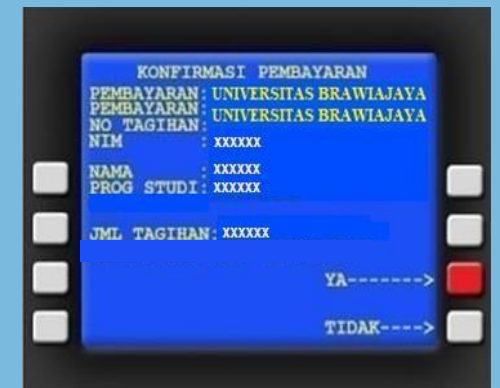 KONFIRMASI PEMBAYARAN
PEMBAYARAN: UNIVERSITAS BRAWIAJAYA
PEMBAYARAN: UNIVERSITAS BRAWIAJAYA
NO TAGIHAN:
NIM : XXXXXX
NAMA : XXXXXX
PROG STUDI: XXXXXX
JML TAGIHAN: XXXXXX
YA------->
TIDAK---->